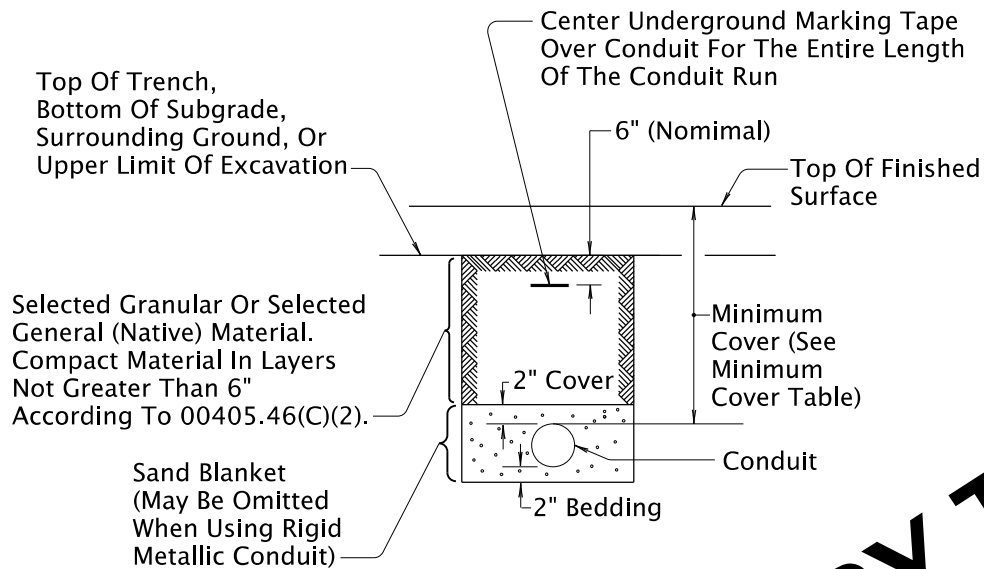 Center Underground Marking Tape
Over Conduit For The Entire Length
Of The Conduit Run
Top Of Trench,
Bottom Of Subgrade,
Surrounding Ground, Or
Upper Limit Of Excavation
6" (Nomimal)
Top Of Finished
Surface
Selected Granular Or Selected
General (Native) Material.
Compact Material In Layers
Not Greater Than 6"
According To 00405.46(C)(2).
Minimum
Cover (See
Minimum
Cover Table)
2" Cover
Conduit
Sand Blanket
(May Be Omitted
When Using Rigid
Metallic Conduit)
2" Bedding